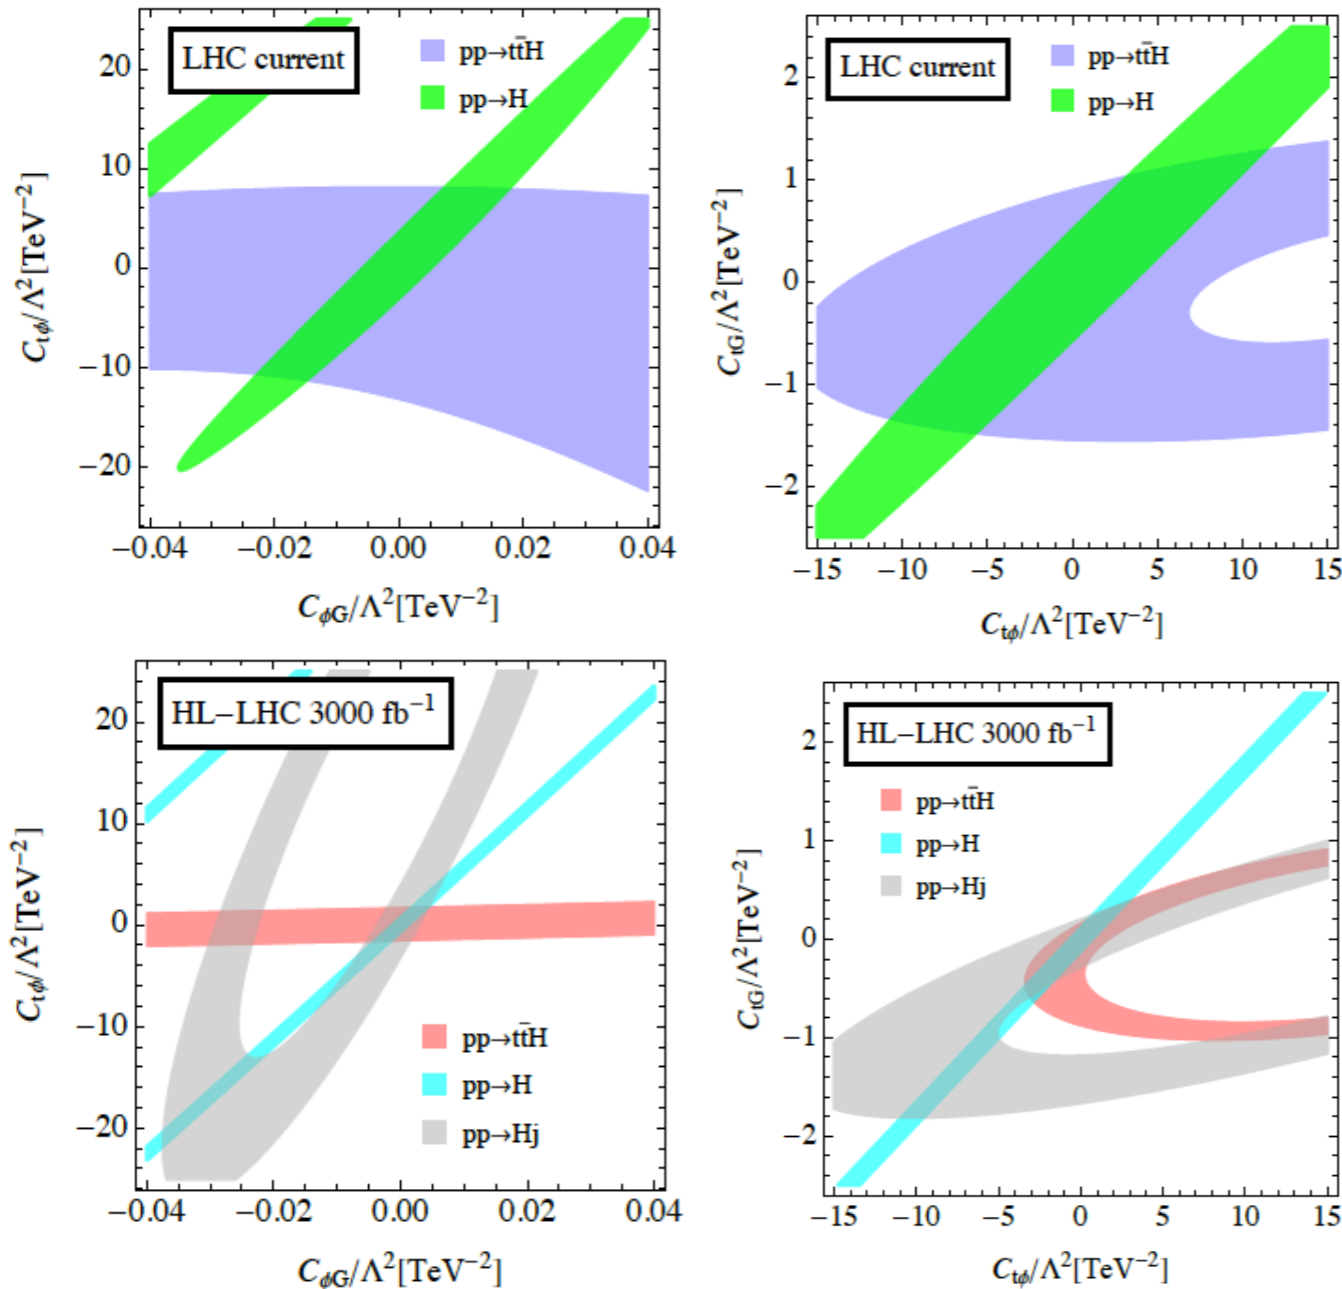 LHC current
pp→tt̄H
pp→H
20
10
0
−10
−20
C_tϕ/Λ²[TeV⁻²]
−0.04 −0.02 0.00 0.02 0.04
C_ϕG/Λ²[TeV⁻²]
LHC current
pp→tt̄H
pp→H
2
1
0
−1
−2
C_tG/Λ²[TeV⁻²]
−15 −10 −5 0 5 10 15
C_tϕ/Λ²[TeV⁻²]
HL−LHC 3000 fb⁻¹
20
10
0
−10
−20
C_tϕ/Λ²[TeV⁻²]
pp→tt̄H
pp→H
pp→Hj
−0.04 −0.02 0.00 0.02 0.04
C_ϕG/Λ²[TeV⁻²]
HL−LHC 3000 fb⁻¹
pp→tt̄H
pp→H
pp→Hj
2
1
0
−1
−2
C_tG/Λ²[TeV⁻²]
−15 −10 −5 0 5 10 15
C_tϕ/Λ²[TeV⁻²]